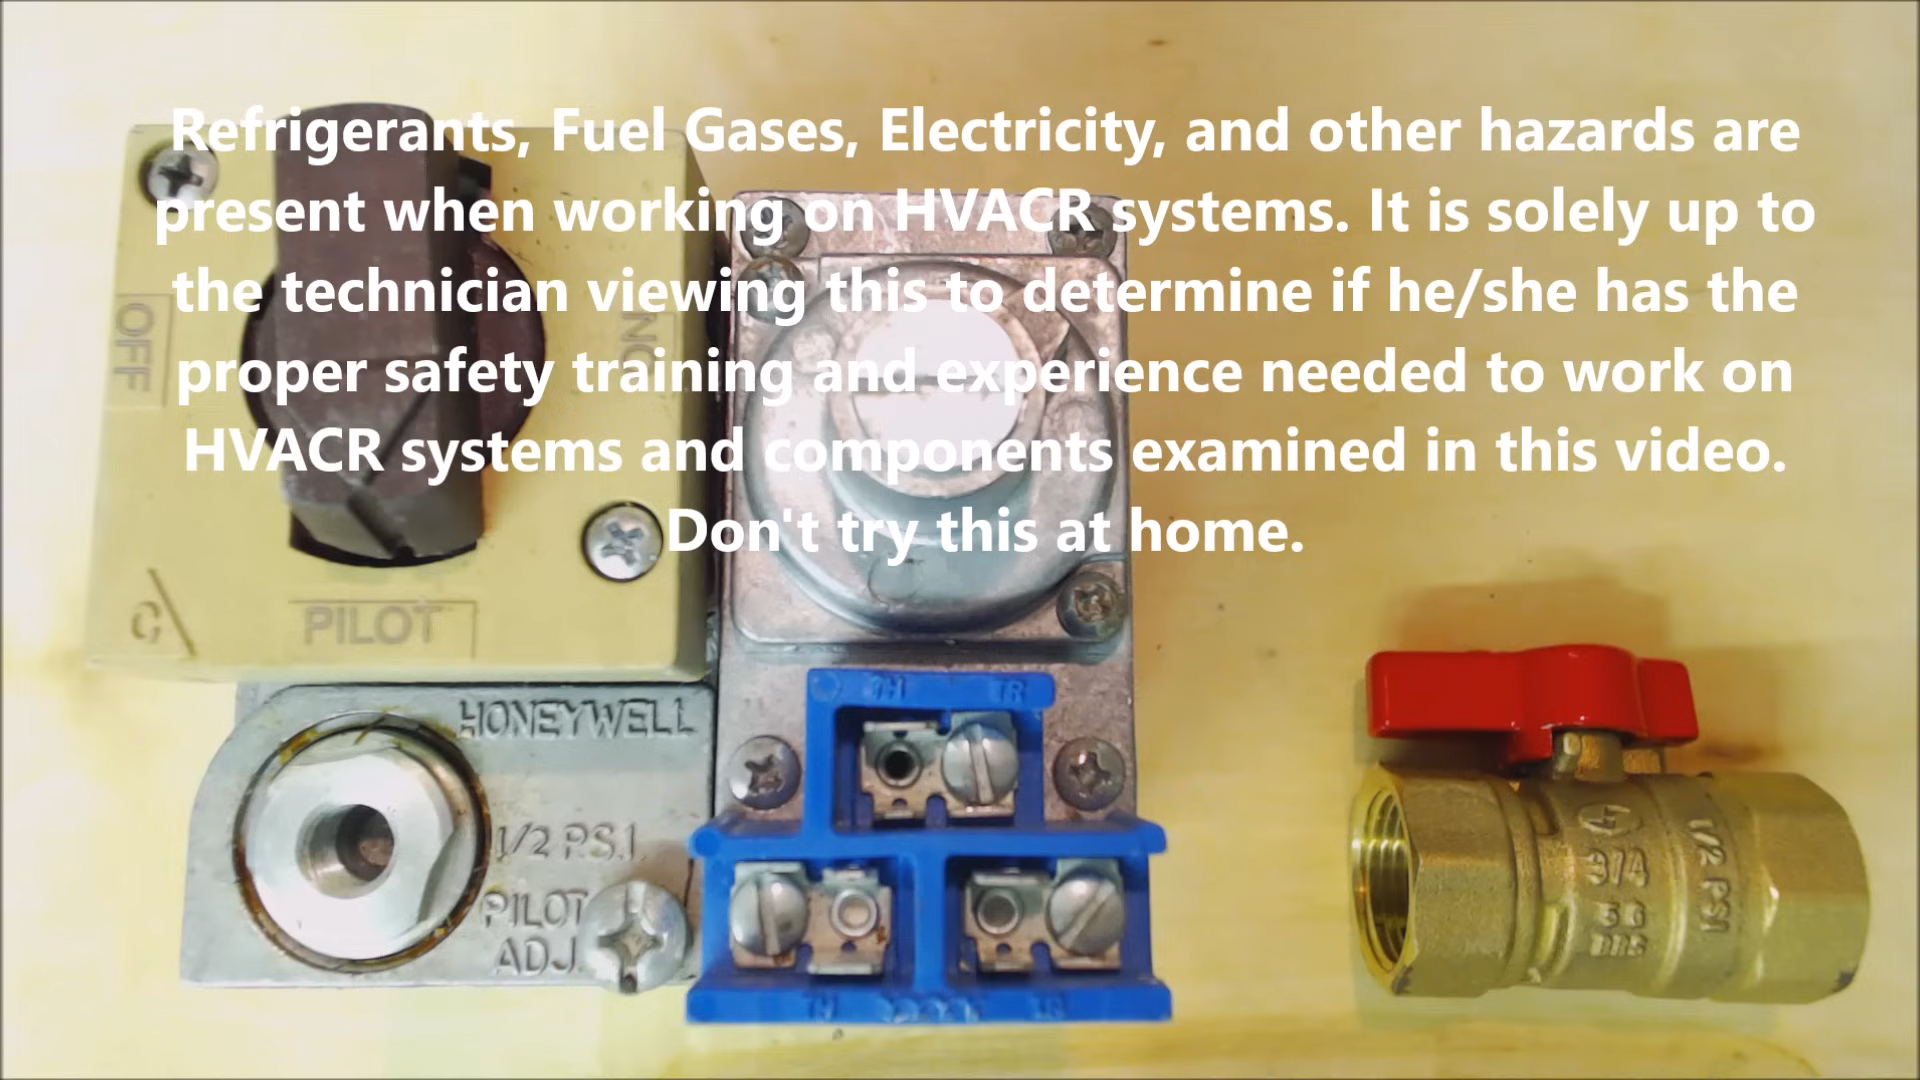 Refrigerants, Fuel Gases, Electricity, and other hazards are
present when working on HVACR systems. It is solely up to
the technician viewing this to determine if he/she has the
proper safety training and experience needed to work on
HVACR systems and components examined in this video.
Don't try this at home.
OFF
ON
PILOT
HONEYWELL
1/2 P.S.I.
PILOT
ADJ.
TH
TR
TH
TR
3/4
5G
1/2 PSI